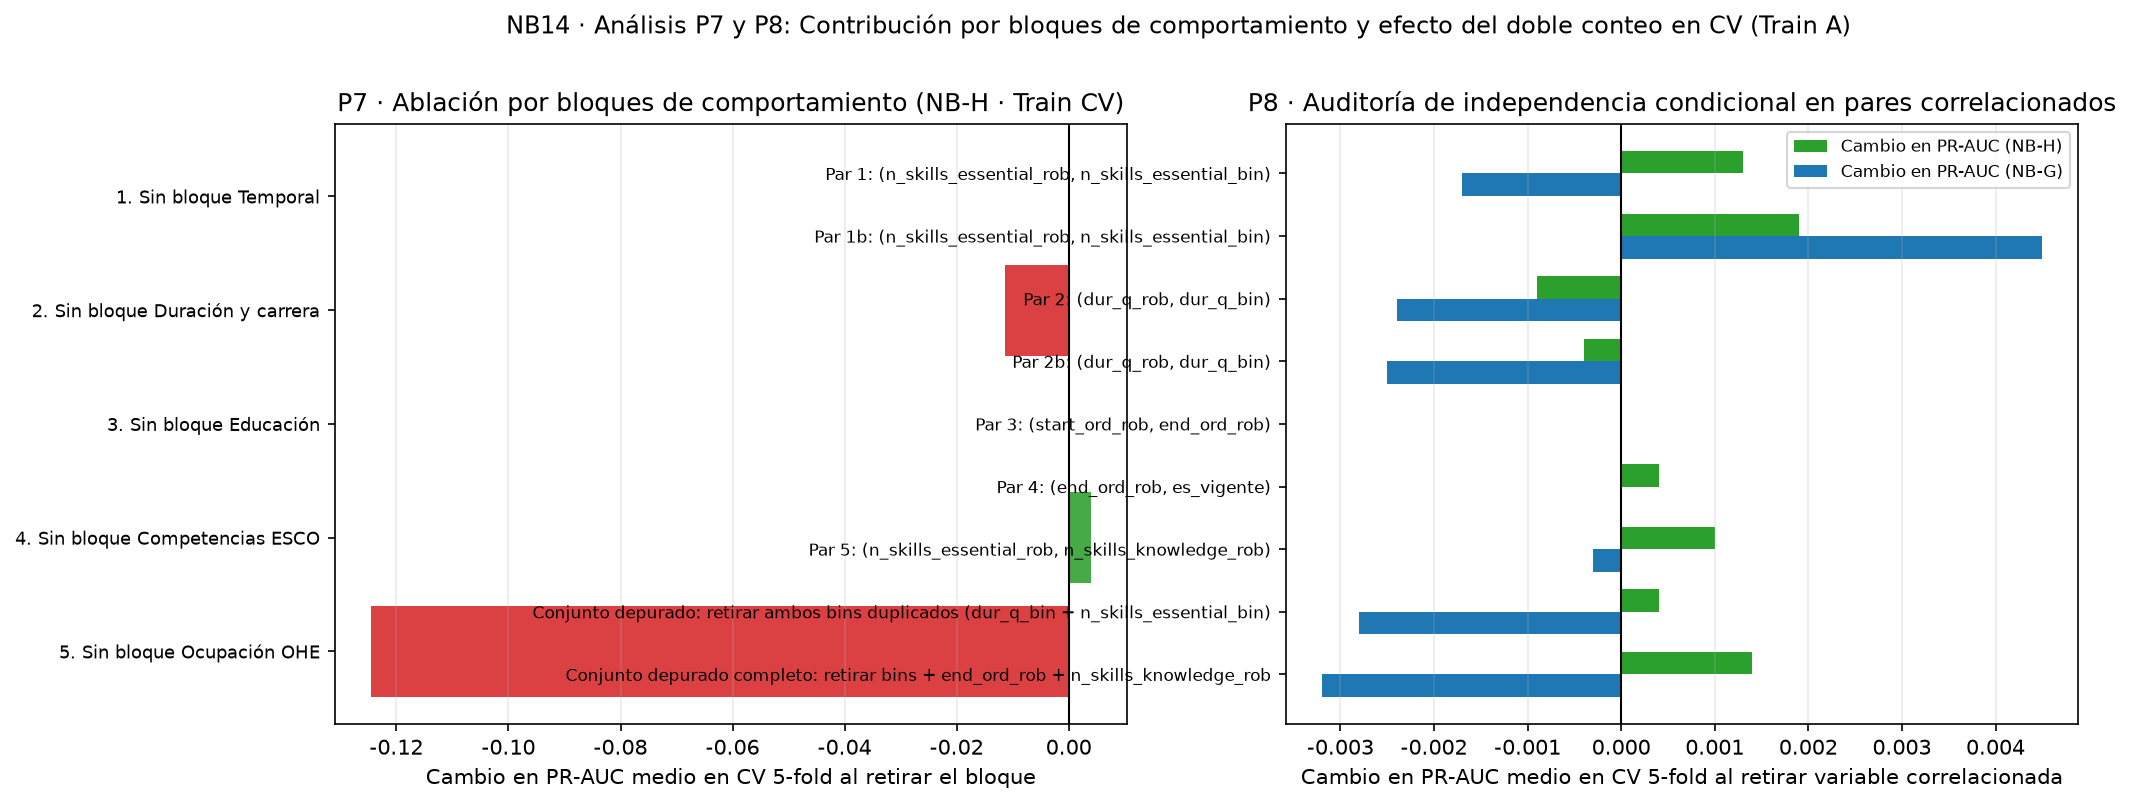 NB14 · Análisis P7 y P8: Contribución por bloques de comportamiento y efecto del doble conteo en CV (Train A)
P7 · Ablación por bloques de comportamiento (NB-H · Train CV)
1. Sin bloque Temporal
2. Sin bloque Duración y carrera
3. Sin bloque Educación
4. Sin bloque Competencias ESCO
5. Sin bloque Ocupación OHE
-0.12 -0.10 -0.08 -0.06 -0.04 -0.02 0.00
Cambio en PR-AUC medio en CV 5-fold al retirar el bloque
P8 · Auditoría de independencia condicional en pares correlacionados
Cambio en PR-AUC (NB-H)
Cambio en PR-AUC (NB-G)
Par 1: (n_skills_essential_rob, n_skills_essential_bin)
Par 1b: (n_skills_essential_rob, n_skills_essential_bin)
Par 2: (dur_q_rob, dur_q_bin)
Par 2b: (dur_q_rob, dur_q_bin)
Par 3: (start_ord_rob, end_ord_rob)
Par 4: (end_ord_rob, es_vigente)
Par 5: (n_skills_essential_rob, n_skills_knowledge_rob)
Conjunto depurado: retirar ambos bins duplicados (dur_q_bin + n_skills_essential_bin)
Conjunto depurado completo: retirar bins + end_ord_rob + n_skills_knowledge_rob
-0.003 -0.002 -0.001 0.000 0.001 0.002 0.003 0.004
Cambio en PR-AUC medio en CV 5-fold al retirar variable correlacionada